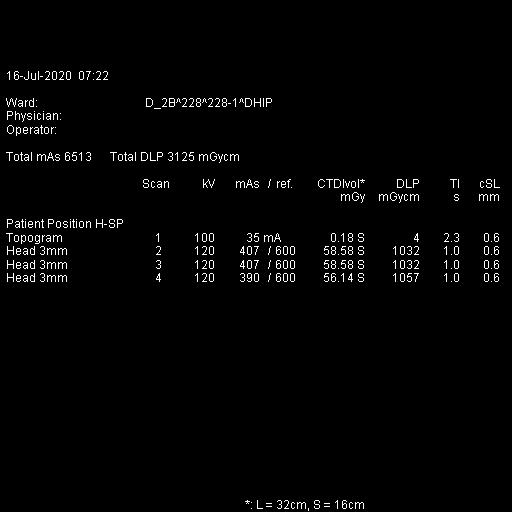 16-Jul-2020 07:22
Ward: D_2B^228^228-1^DHIP
Physician:
Operator:
Total mAs 6513 Total DLP 3125 mGycm
Scan kV mAs / ref. CTDIvol* DLP TI cSL
mGy mGycm s mm
Patient Position H-SP
Topogram 1 100 35 mA 0.18 S 4 2.3 0.6
Head 3mm 2 120 407 / 600 58.58 S 1032 1.0 0.6
Head 3mm 3 120 407 / 600 58.58 S 1032 1.0 0.6
Head 3mm 4 120 390 / 600 56.14 S 1057 1.0 0.6
*: L = 32cm, S = 16cm